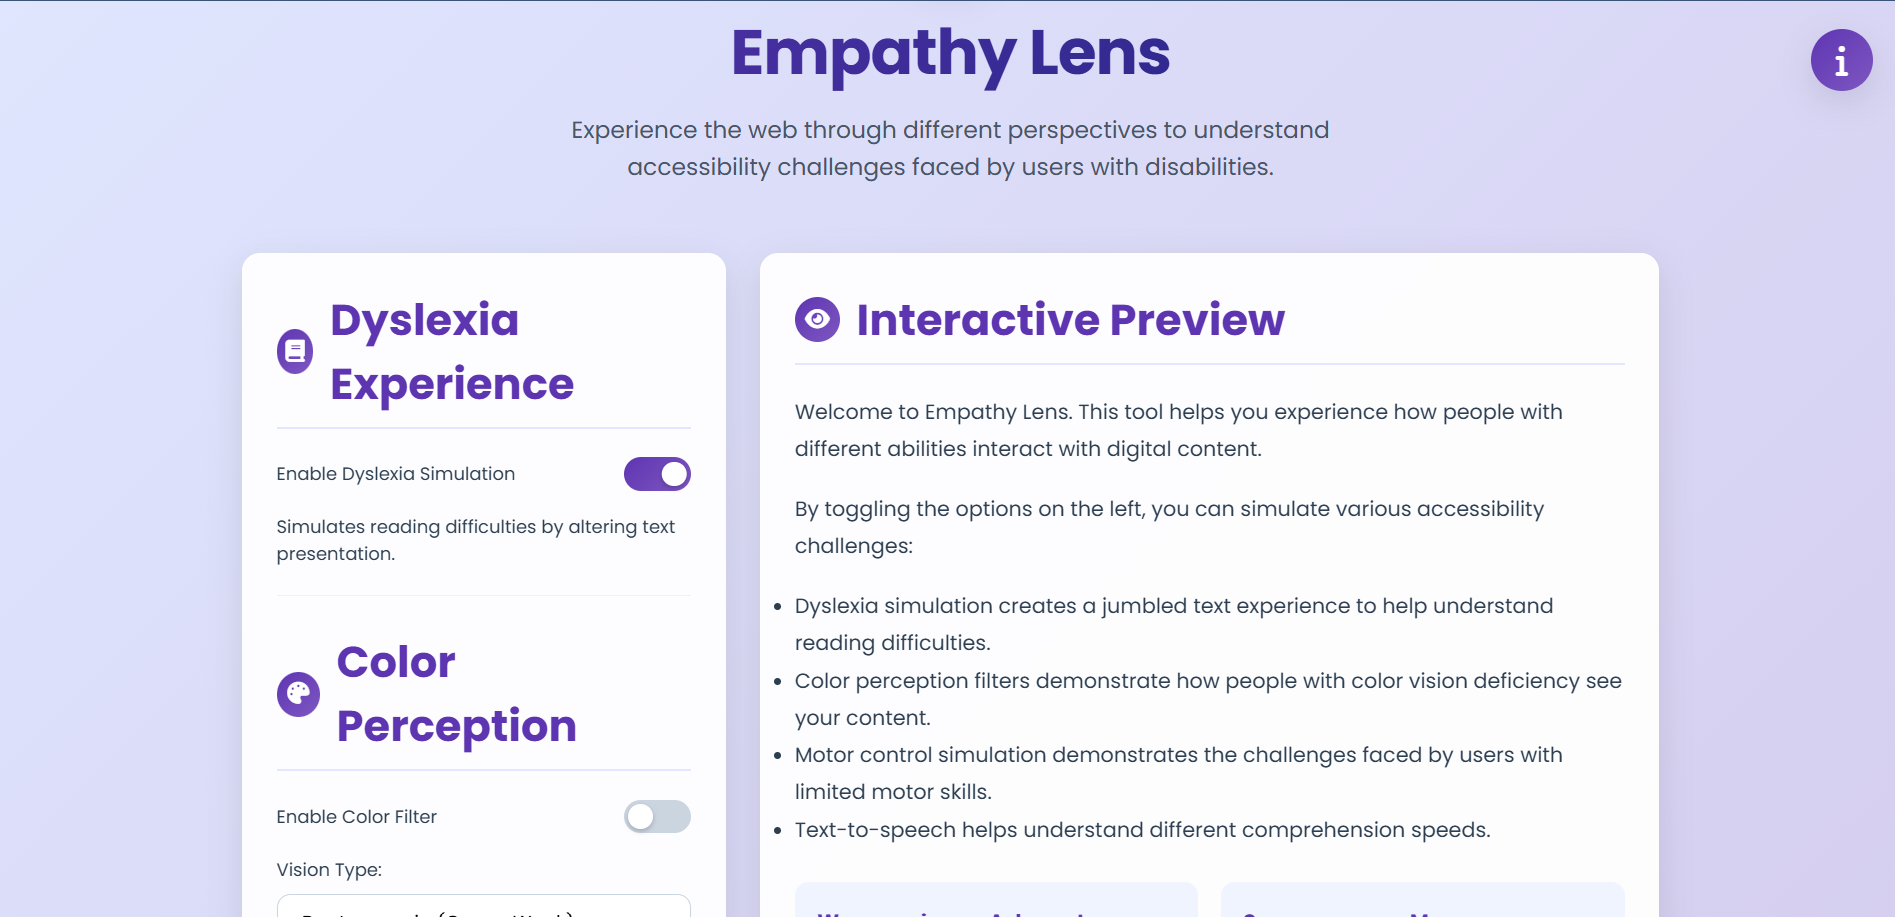 Empathy Lens
Experience the web through different perspectives to understand
accessibility challenges faced by users with disabilities.
Dyslexia
Experience
Enable Dyslexia Simulation
Simulates reading difficulties by altering text
presentation.
Color
Perception
Enable Color Filter
Vision Type:
Interactive Preview
Welcome to Empathy Lens. This tool helps you experience how people with
different abilities interact with digital content.
By toggling the options on the left, you can simulate various accessibility
challenges:
Dyslexia simulation creates a jumbled text experience to help understand
reading difficulties.
Color perception filters demonstrate how people with color vision deficiency see
your content.
Motor control simulation demonstrates the challenges faced by users with
limited motor skills.
Text-to-speech helps understand different comprehension speeds.